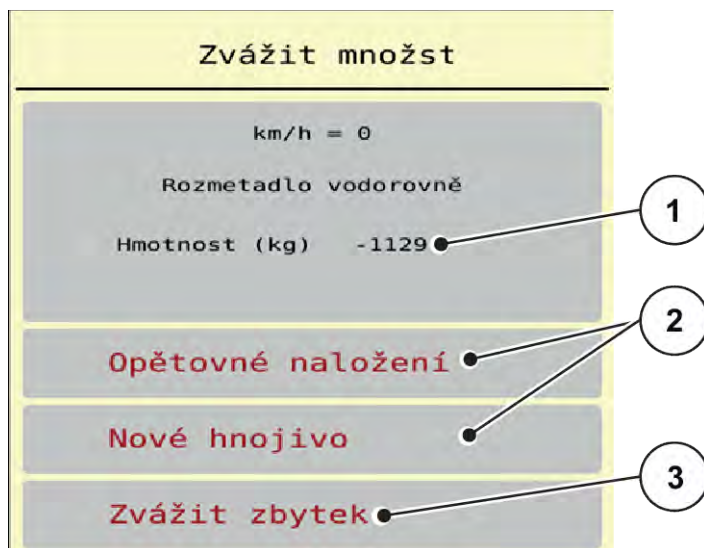 Zvážit množst
km/h = 0
Rozmetadlo vodorovně
Hmotnost (kg) -1129
1
2
Opětovné naložení
Nové hnojivo
3
Zvážit zbytek